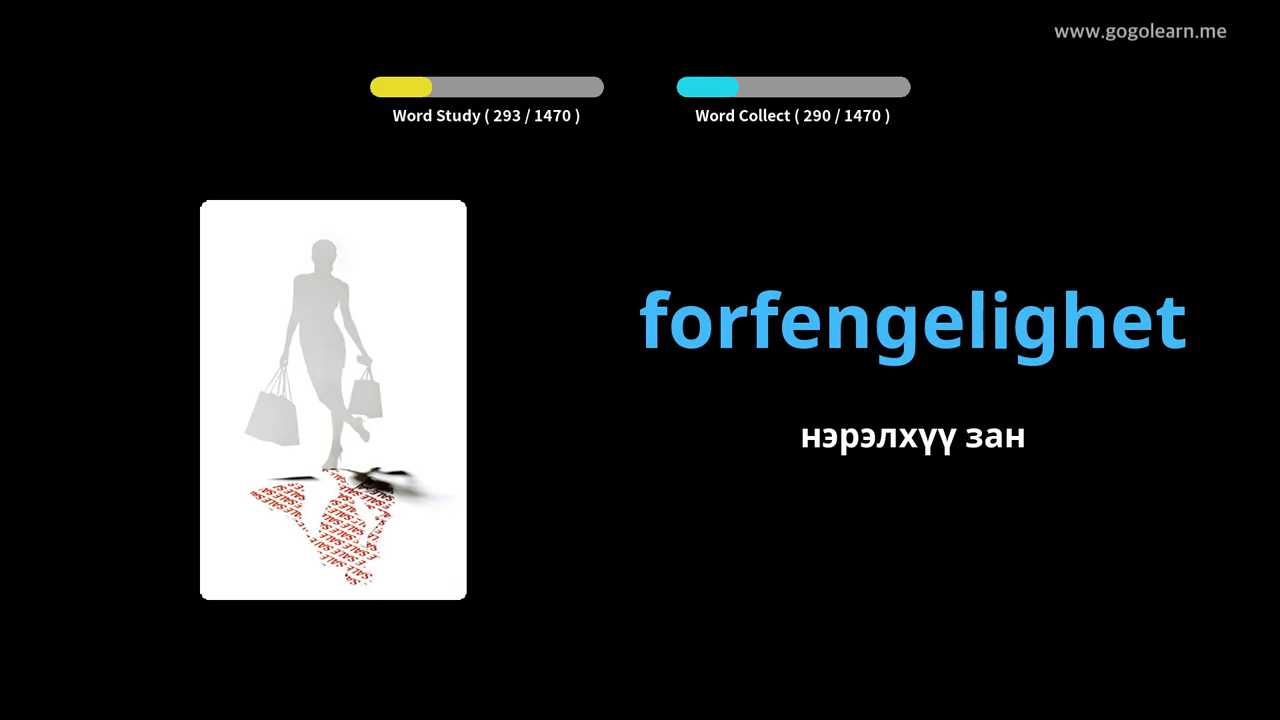 www.gogolearn.me
Word Study ( 293 / 1470 )
Word Collect ( 290 / 1470 )
forfengelighet
нэрэлхүү зан